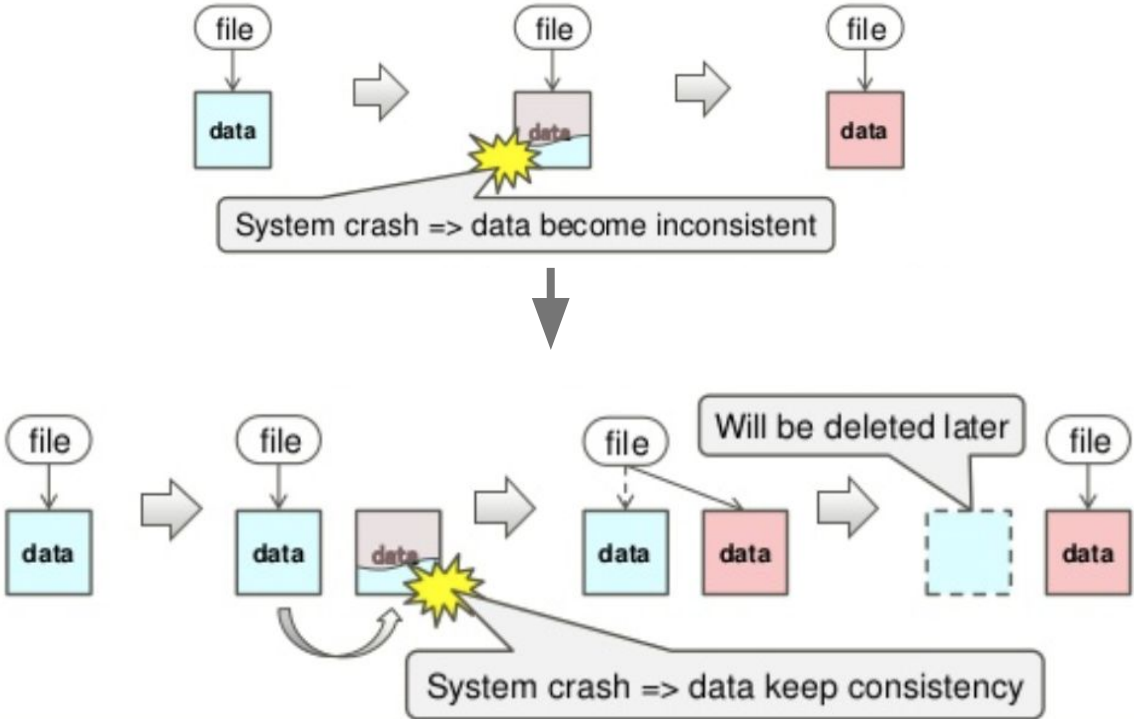 file
file
file
data
data
data
System crash => data become inconsistent
Will be deleted later
file
file
file
file
data
data
data
data
data
data
System crash => data keep consistency